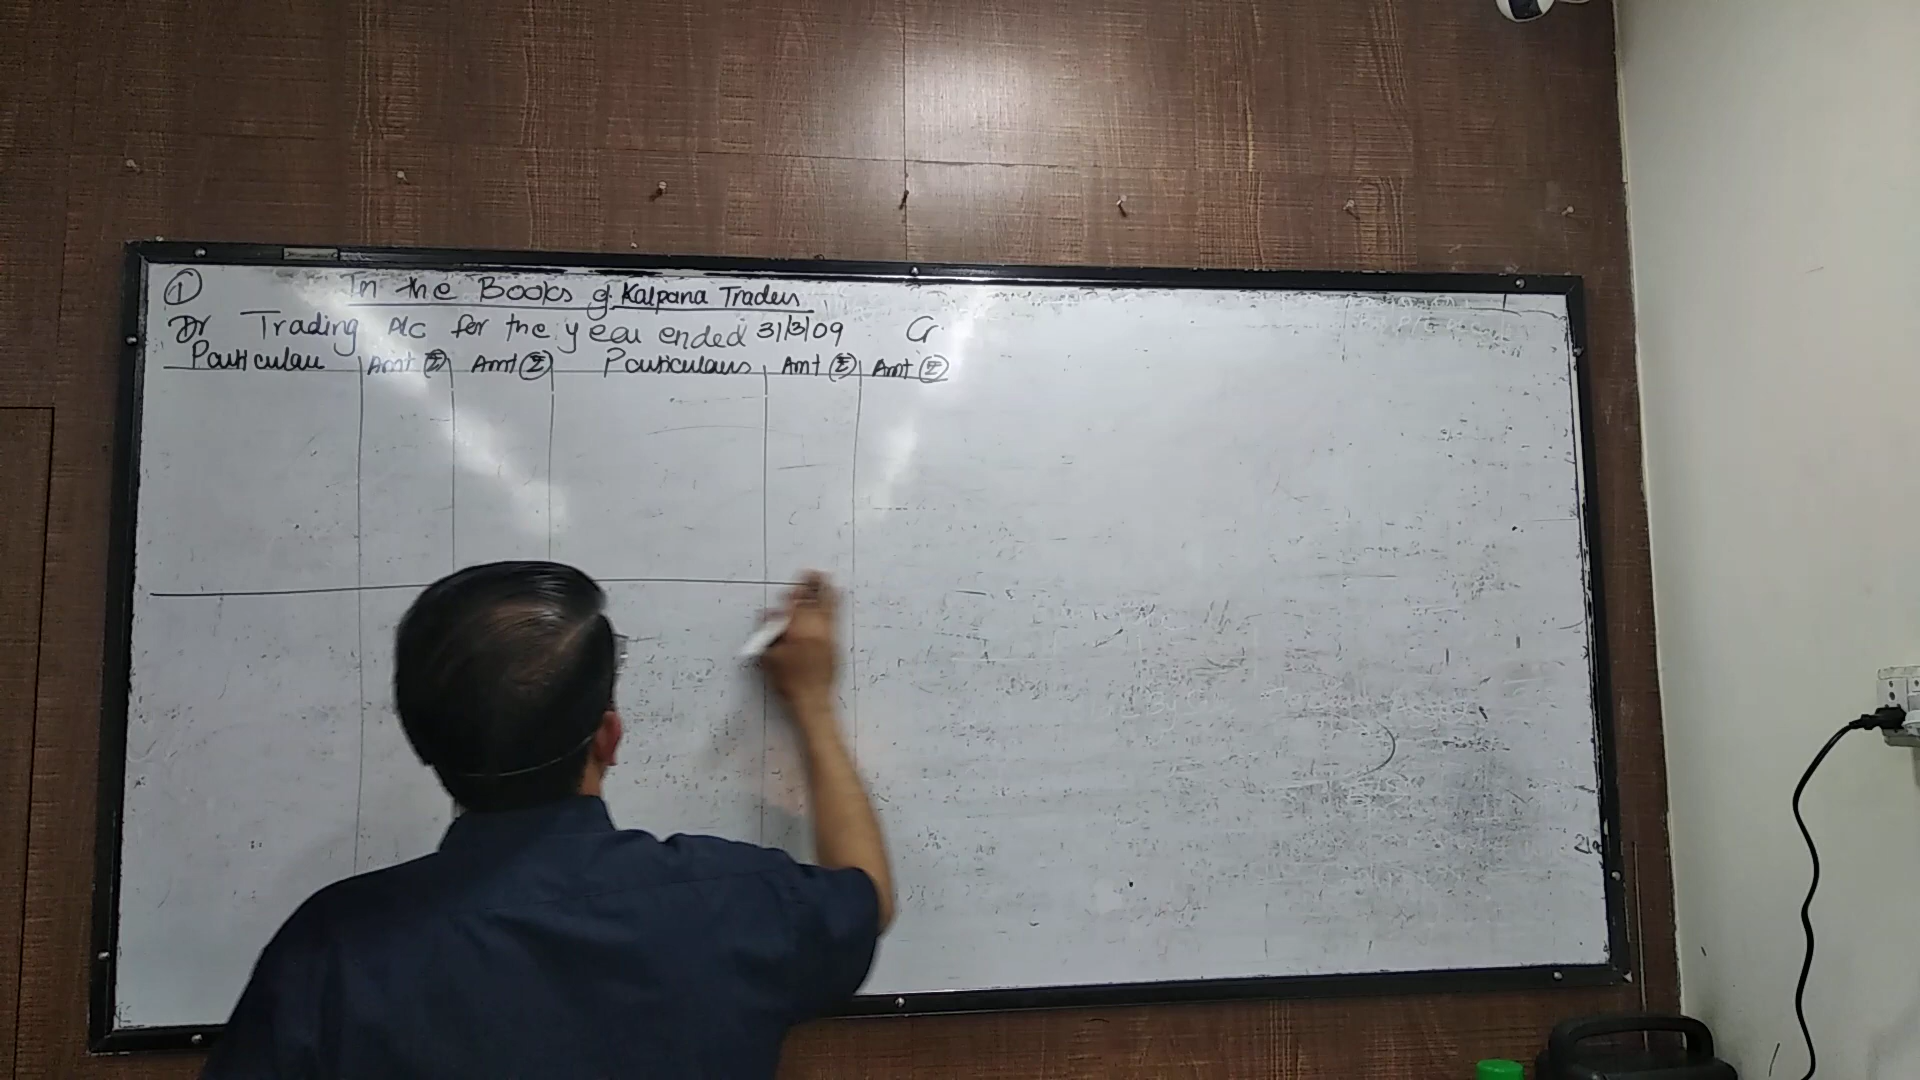 1
In the Books of Kalpana Traders
Dr Trading A/c for the year ended 31/3/09 Cr
Particulars Amt (₹) Amt (₹) Particulars Amt (₹) Amt (₹)